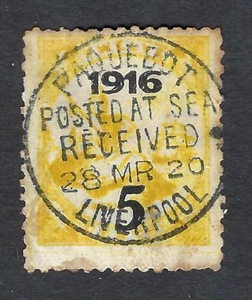 PAQUEBOT
1916
POSTED AT SEA
RECEIVED
28 MR 20
5
LIVERPOOL